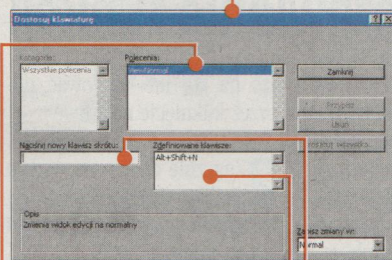 Dostosuj klawiaturę
Kategorie:
Polecenia:
Wszystkie polecenia
ViewNormal
Zamknij
Przypisz
Usuń
Naciśnij nowy klawisz skrótu:
Zdefiniowane klawisze:
Alt+Shift+N
wszystko...
Opis
Zmienia widok edycji na normalny
Zapisz zmiany w:
Normal